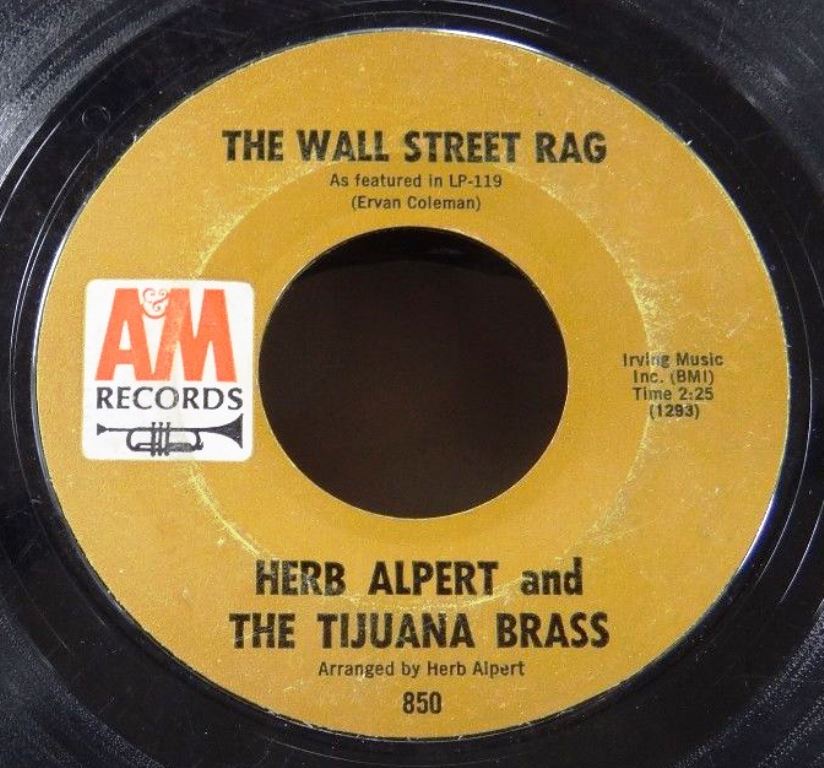 THE WALL STREET RAG
As featured in LP-119
(Ervan Coleman)
A&M
RECORDS
Irving Music
Inc. (BMI)
Time 2:25
(1293)
HERB ALPERT and
THE TIJUANA BRASS
Arranged by Herb Alpert
850